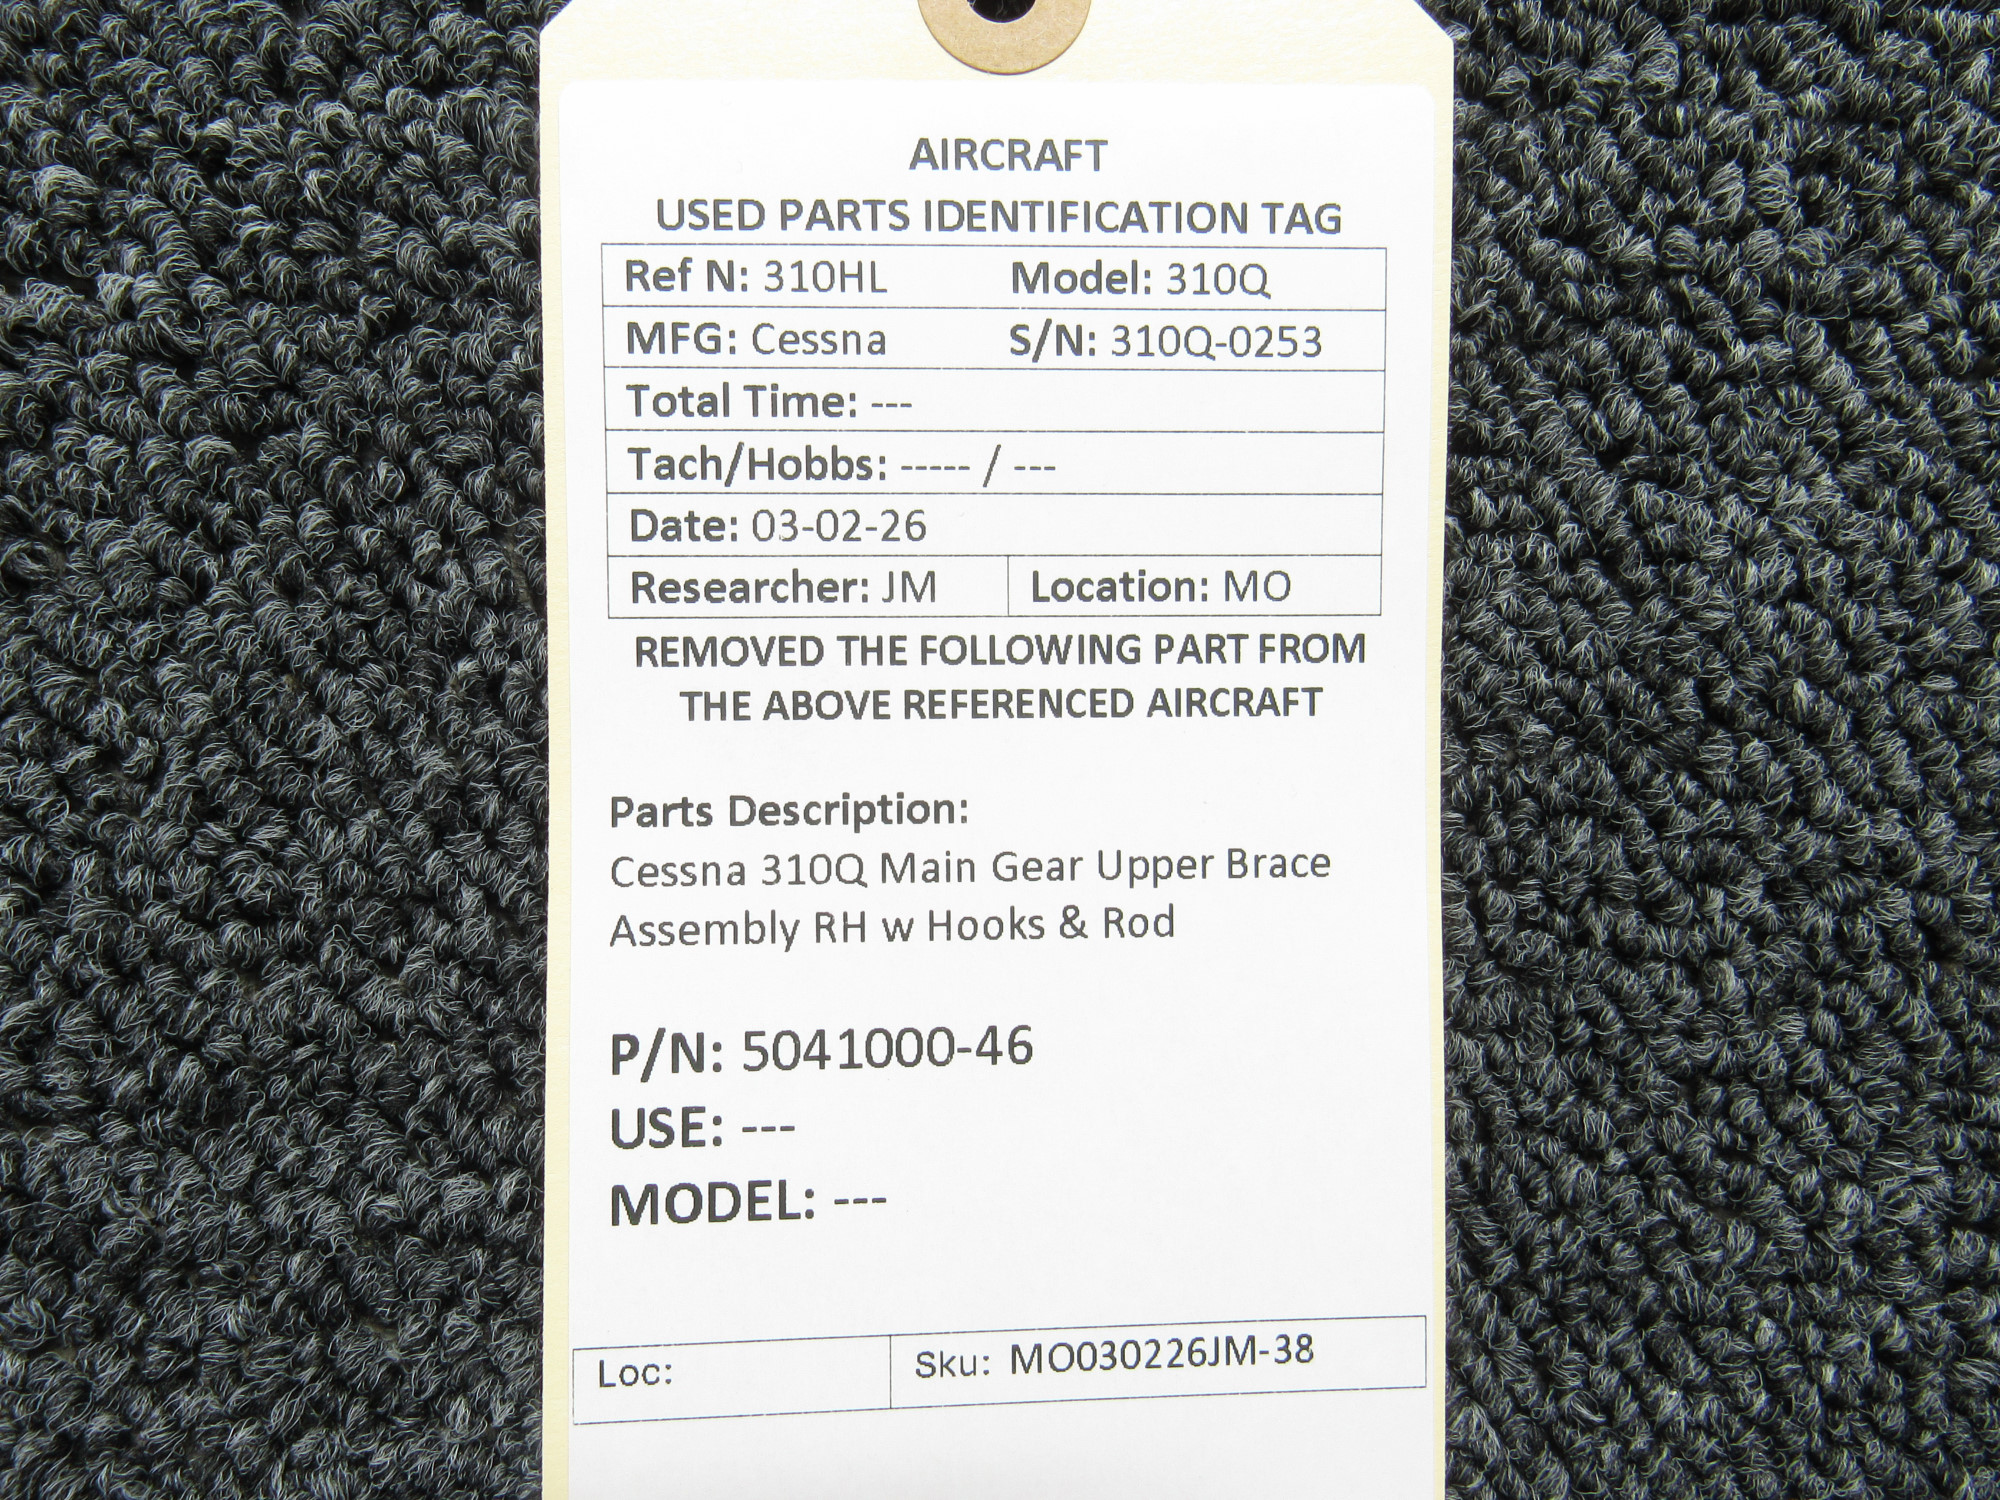 AIRCRAFT
USED PARTS IDENTIFICATION TAG
Ref N: 310HL Model: 310Q
MFG: Cessna S/N: 310Q-0253
Total Time: ---
Tach/Hobbs: ----- / ---
Date: 03-02-26
Researcher: JM Location: MO
REMOVED THE FOLLOWING PART FROM
THE ABOVE REFERENCED AIRCRAFT
Parts Description:
Cessna 310Q Main Gear Upper Brace
Assembly RH w Hooks & Rod
P/N: 5041000-46
USE: ---
MODEL: ---
Loc: Sku: MO030226JM-38